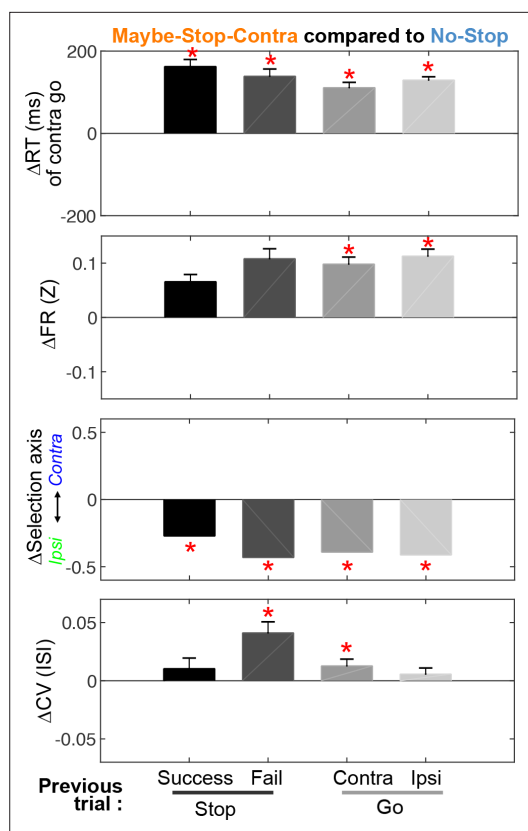 Maybe-Stop-Contra compared to No-Stop
ΔRT (ms)
of contra go
200
0
-200
* * * *
ΔFR (Z)
0.1
0
-0.1
* *
ΔSelection axis
Ipsi ↔ Contra
0.5
0
-0.5
* * * *
ΔCV (ISI)
0.05
0
-0.05
* *
Previous
trial :
Success Fail Contra Ipsi
Stop Go